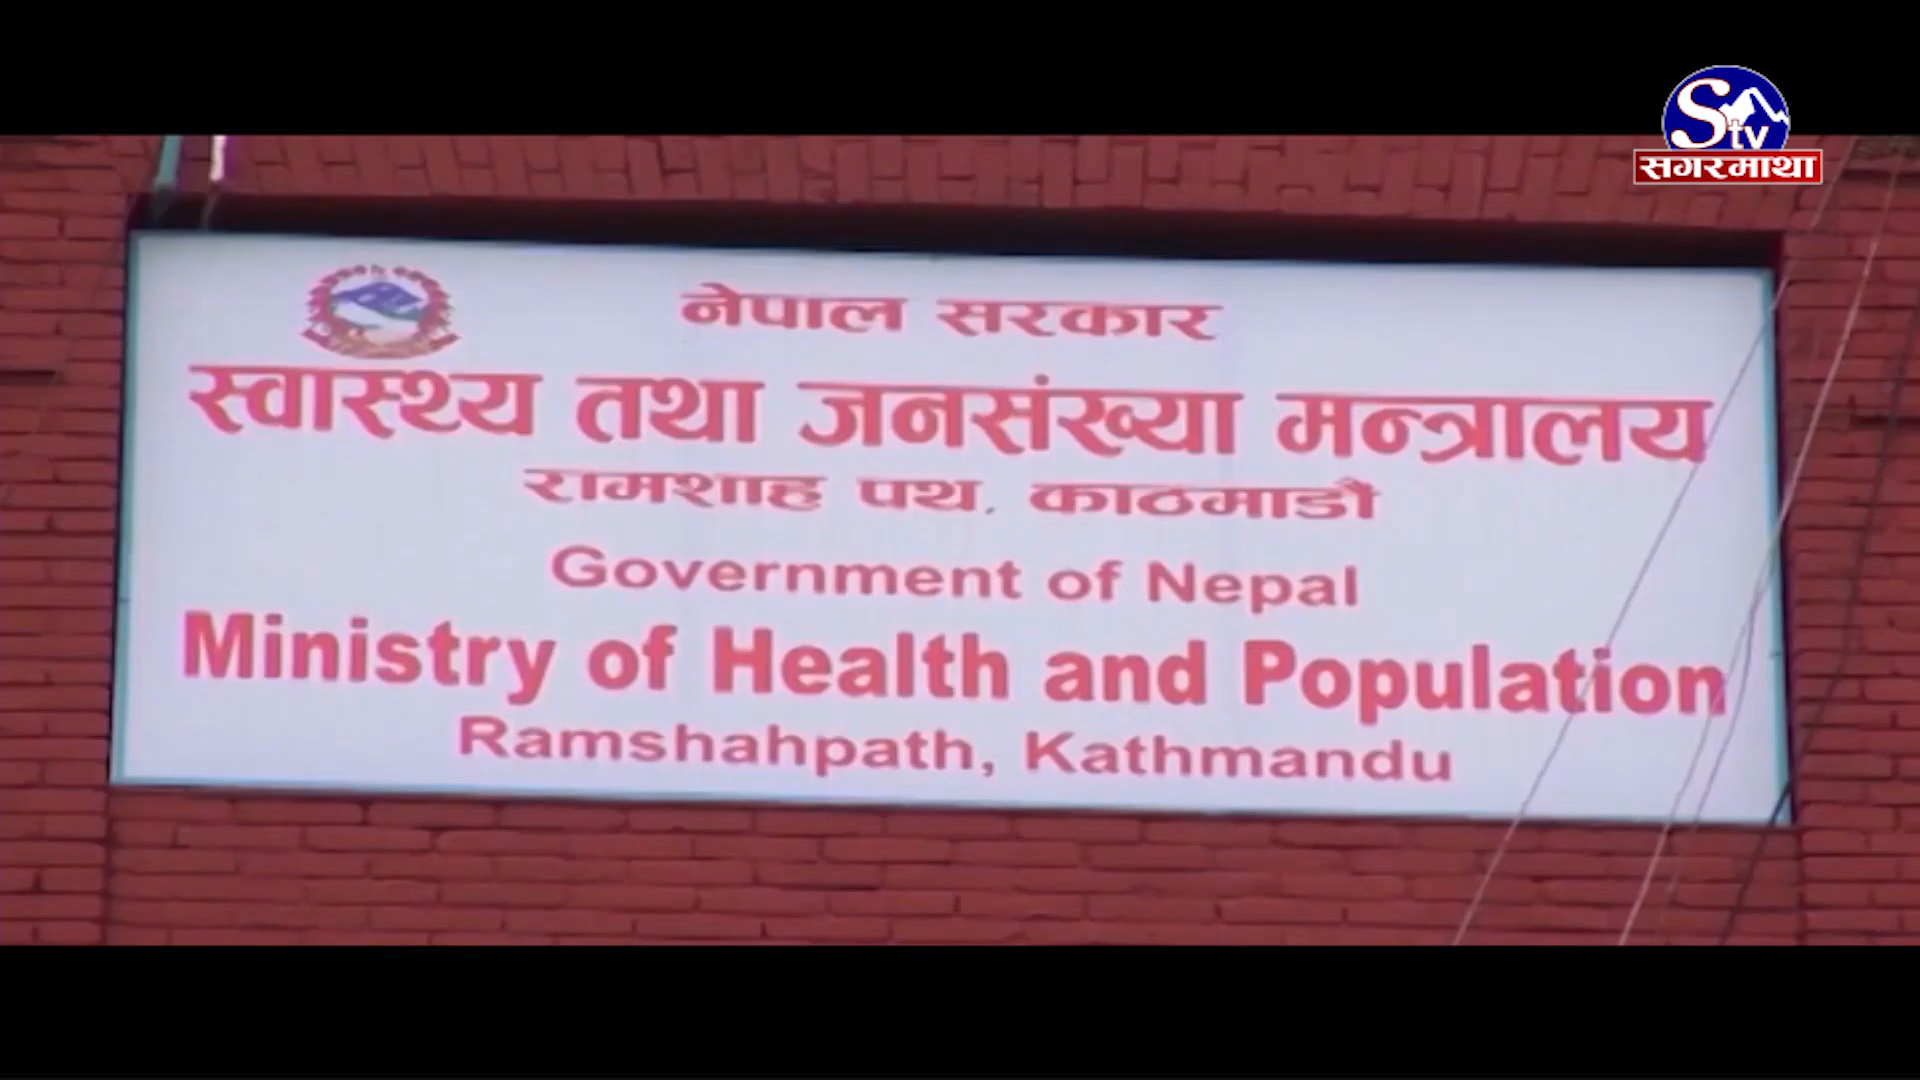 Stv
सगरमाथा
नेपाल सरकार
स्वास्थ्य तथा जनसंख्या मन्त्रालय
रामशाह पथ, काठमाडौं
Government of Nepal
Ministry of Health and Population
Ramshahpath, Kathmandu